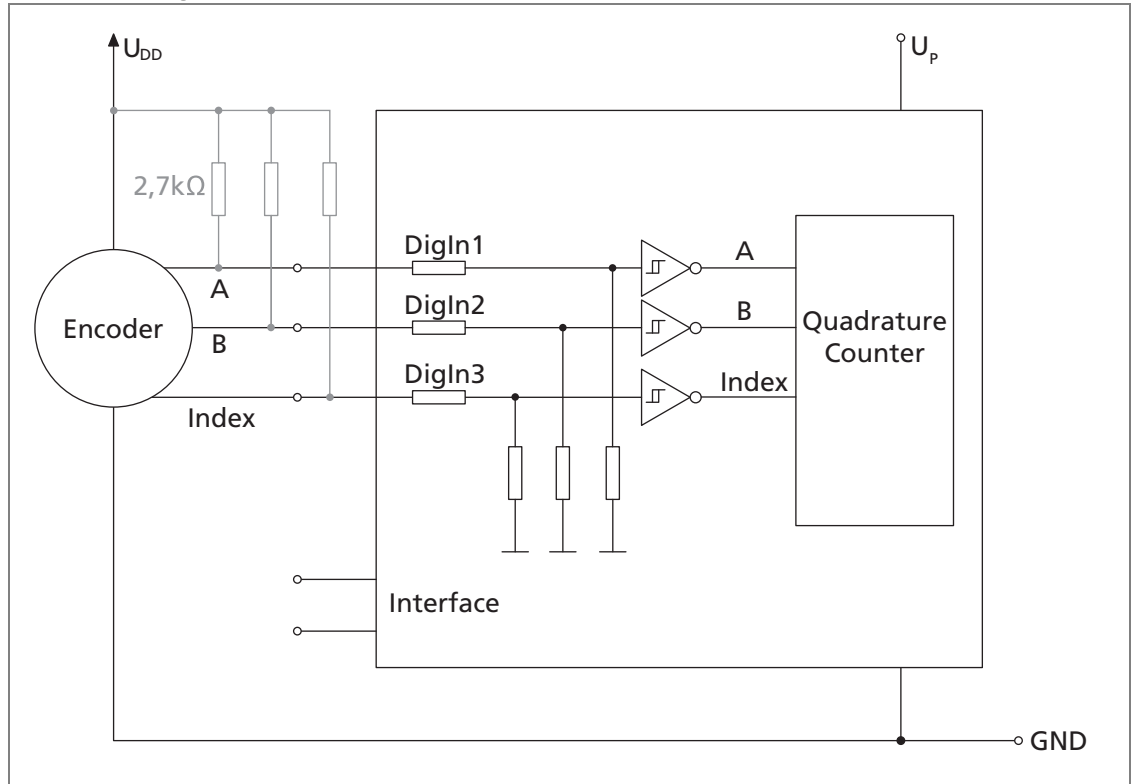 U_DD
U_P
2,7kΩ
DigIn1
A
A
DigIn2
B
Encoder
B
Quadrature
Counter
DigIn3
Index
Index
Interface
GND